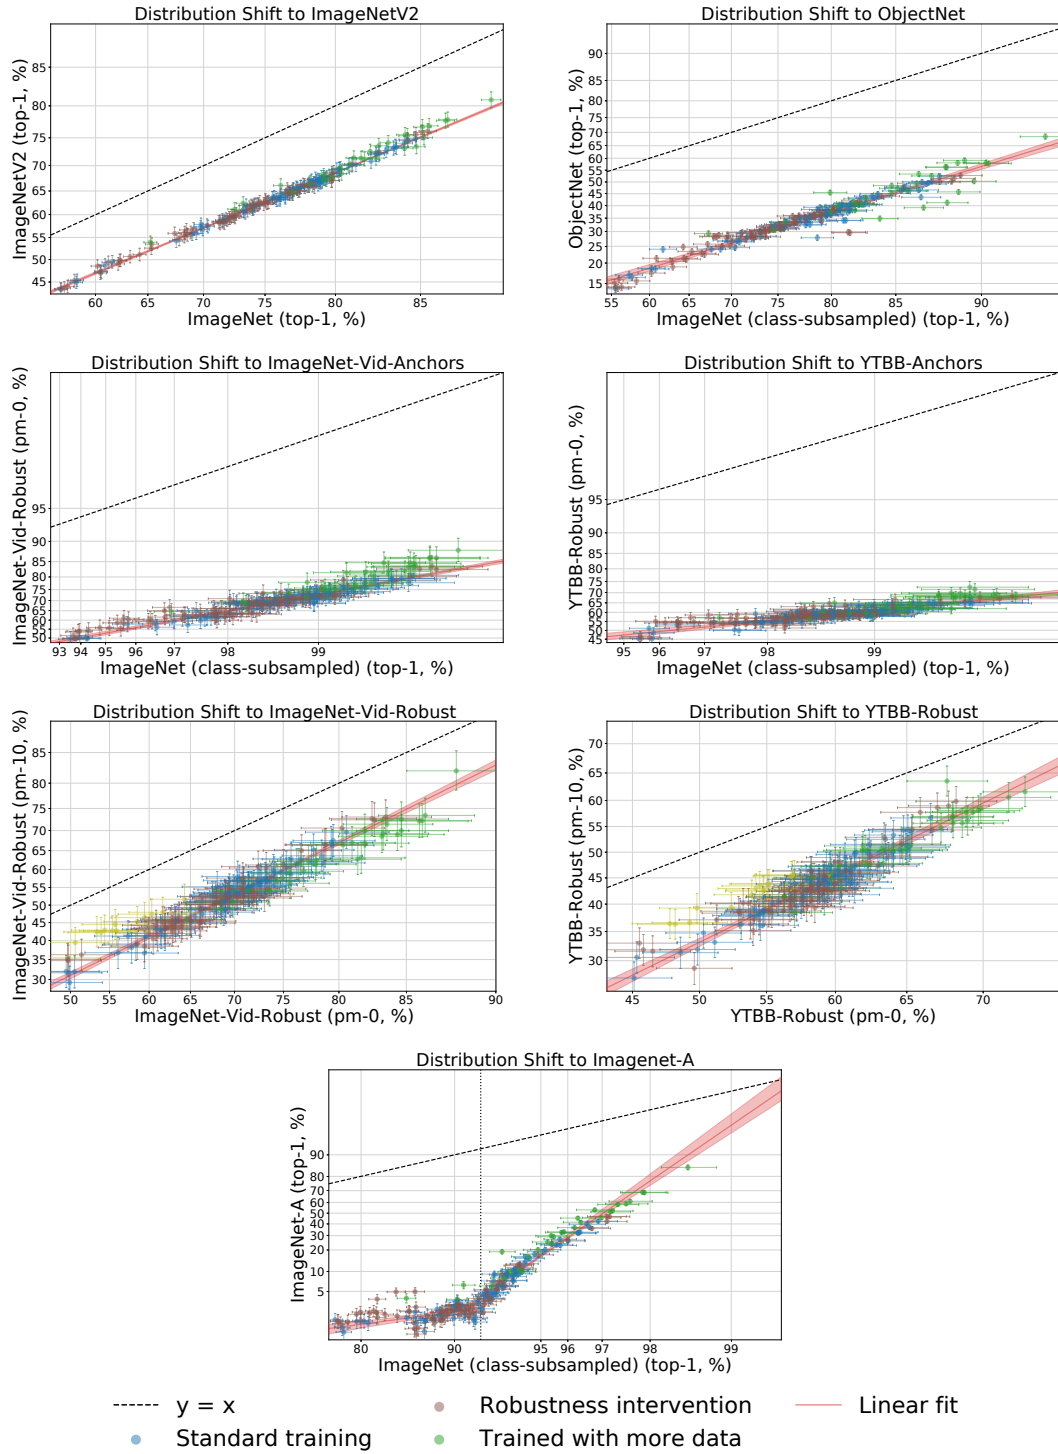 Distribution Shift to ImageNetV2
ImageNetV2 (top-1, %)
85
80
75
70
65
60
55
50
45
60 65 70 75 80 85
ImageNet (top-1, %)
Distribution Shift to ObjectNet
ObjectNet (top-1, %)
90
85
80
75
70
65
60
55
50
45
40
35
30
25
20
15
55 60 65 70 75 80 85 90
ImageNet (class-subsampled) (top-1, %)
Distribution Shift to ImageNet-Vid-Anchors
ImageNet-Vid-Robust (pm-0, %)
95
90
85
80
75
70
65
60
55
50
93 94 95 96 97 98 99
ImageNet (class-subsampled) (top-1, %)
Distribution Shift to YTBB-Anchors
YTBB-Robust (pm-0, %)
95
90
85
80
75
70
65
60
55
50
45
95 96 97 98 99
ImageNet (class-subsampled) (top-1, %)
Distribution Shift to ImageNet-Vid-Robust
ImageNet-Vid-Robust (pm-10, %)
85
80
75
70
65
60
55
50
45
40
35
30
50 55 60 65 70 75 80 85 90
ImageNet-Vid-Robust (pm-0, %)
Distribution Shift to YTBB-Robust
YTBB-Robust (pm-10, %)
70
65
60
55
50
45
40
35
30
45 50 55 60 65 70
YTBB-Robust (pm-0, %)
Distribution Shift to Imagenet-A
ImageNet-A (top-1, %)
90
80
70
60
50
40
30
20
10
5
80 90 95 96 97 98 99
ImageNet (class-subsampled) (top-1, %)
y = x
Robustness intervention
Linear fit
Standard training
Trained with more data